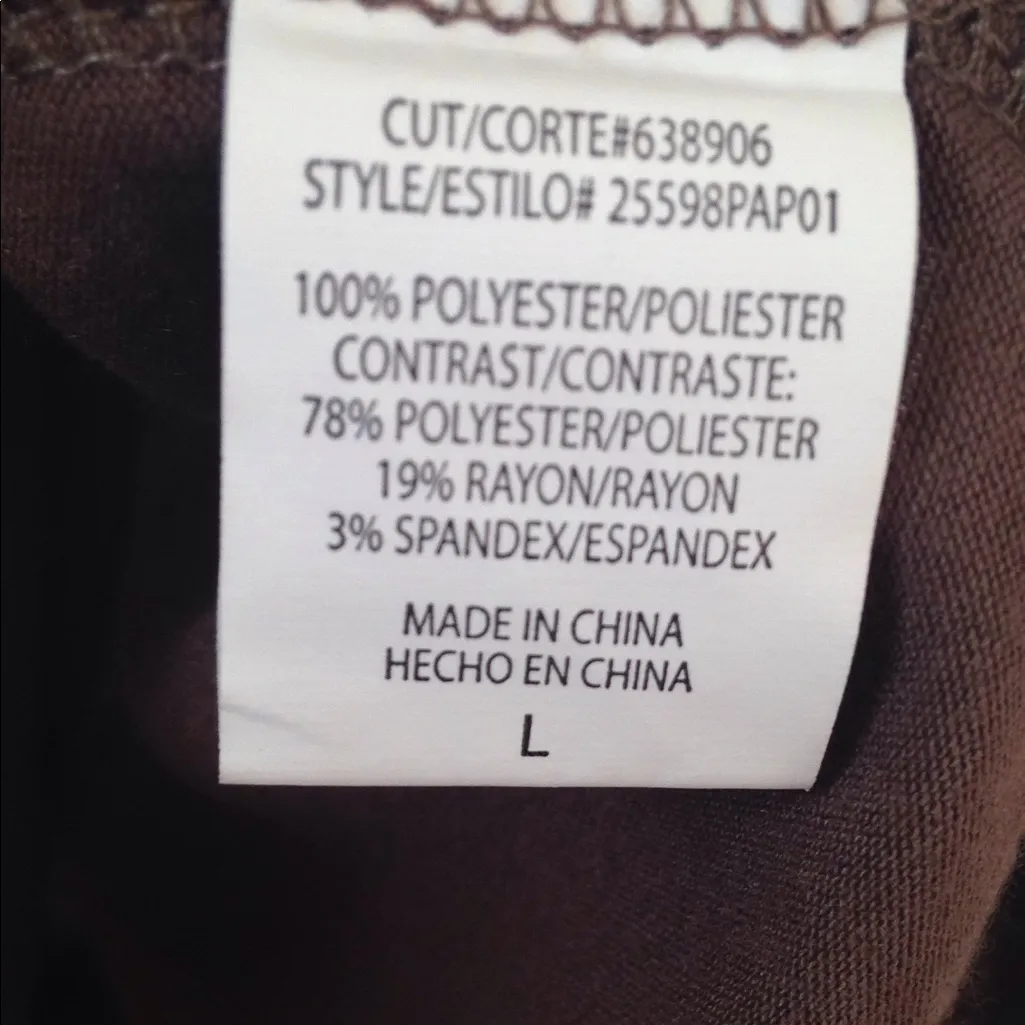 CUT/CORTE#638906
STYLE/ESTILO# 25598PAP01
100% POLYESTER/POLIESTER
CONTRAST/CONTRASTE:
78% POLYESTER/POLIESTER
19% RAYON/RAYON
3% SPANDEX/ESPANDEX
MADE IN CHINA
HECHO EN CHINA
L